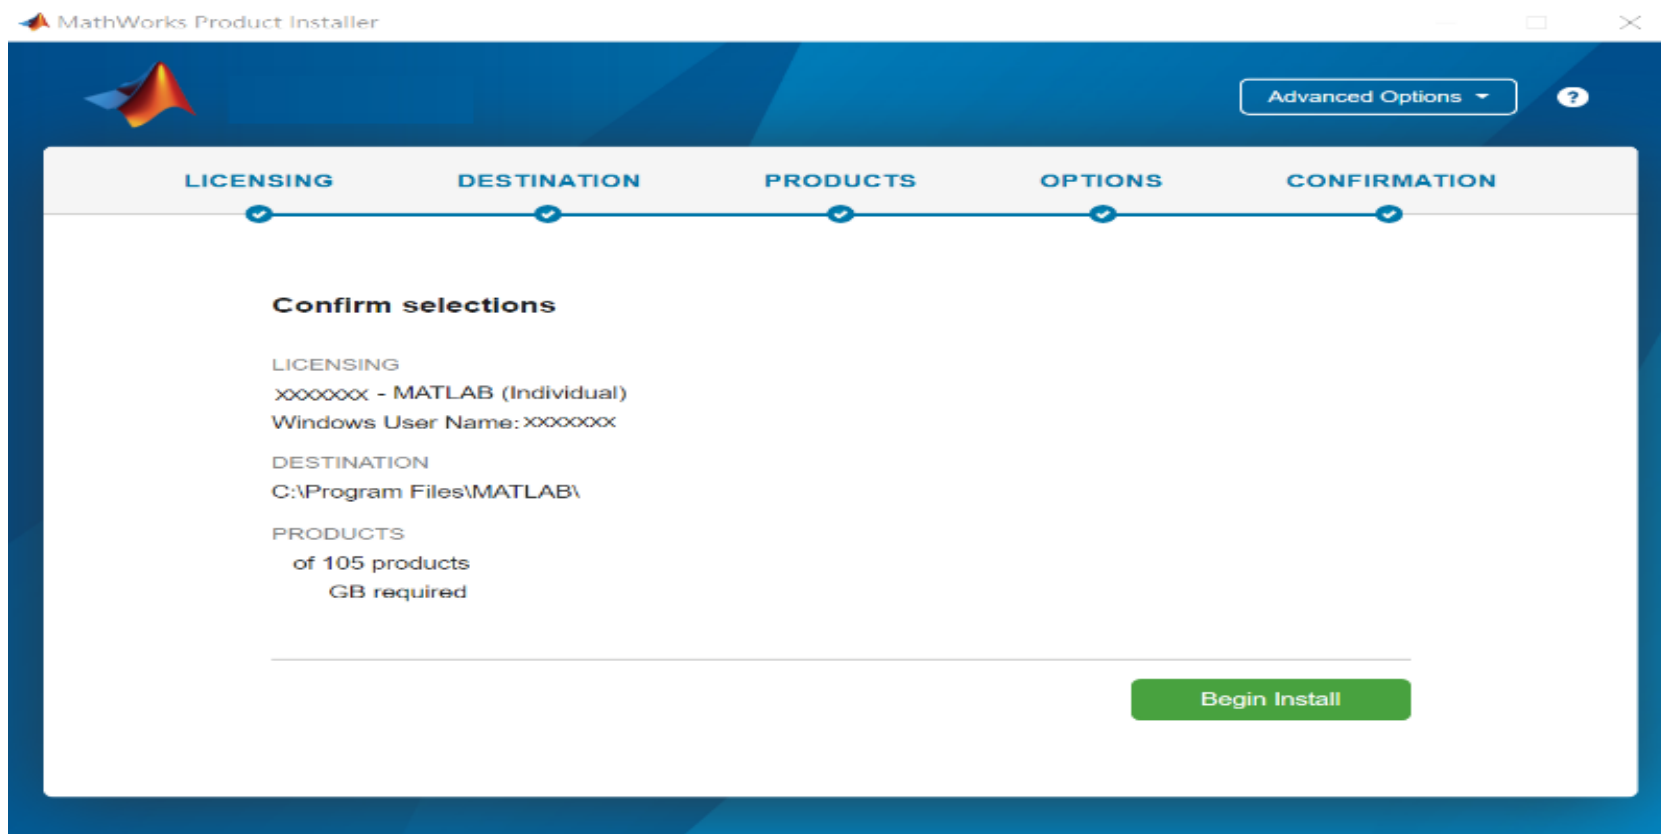 MathWorks Product Installer
Advanced Options
?
LICENSING DESTINATION PRODUCTS OPTIONS CONFIRMATION
Confirm selections
LICENSING
xxxxxxx - MATLAB (Individual)
Windows User Name: xxxxxxx
DESTINATION
C:\Program Files\MATLAB\
PRODUCTS
of 105 products
GB required
Begin Install